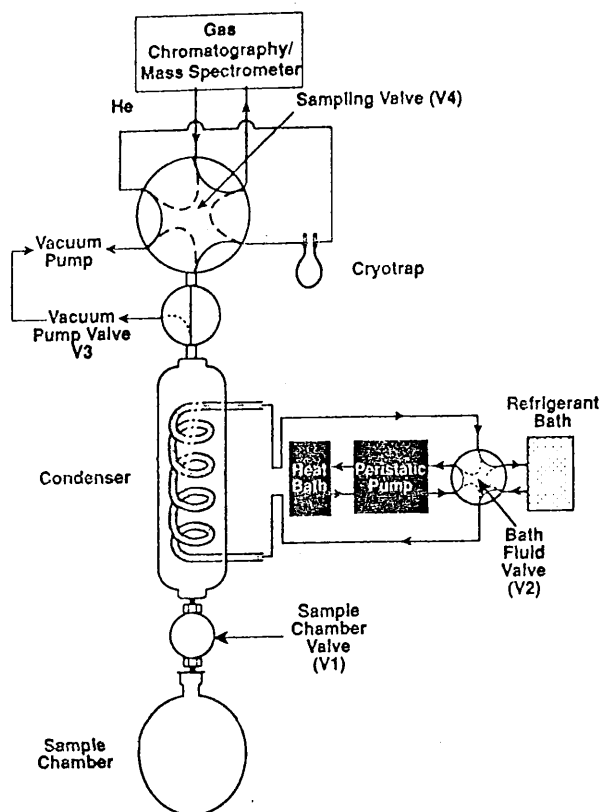 Gas
Chromatography/
Mass Spectrometer
He
Sampling Valve (V4)
Vacuum
Pump
Cryotrap
Vacuum
Pump Valve
V3
Condenser
Refrigerant
Bath
Heat
Bath
Peristatic
Pump
Bath
Fluid
Valve
(V2)
Sample
Chamber
Valve
(V1)
Sample
Chamber